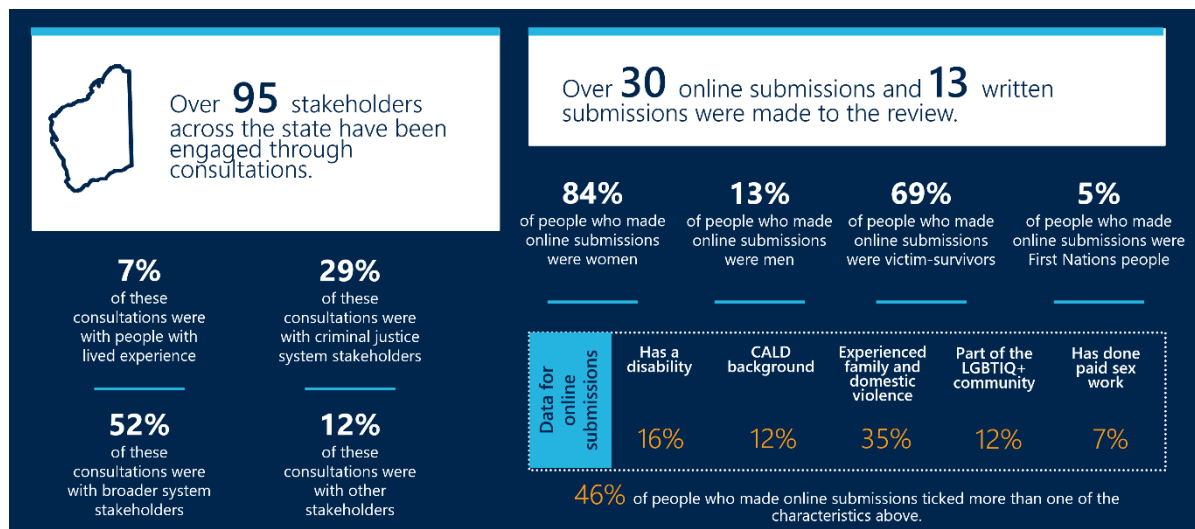 Over 95 stakeholders
across the state have been
engaged through
consultations.
7%
of these
consultations were
with people with
lived experience
29%
of these
consultations were
with criminal justice
system stakeholders
52%
of these
consultations were
with broader system
stakeholders
12%
of these
consultations were
with other
stakeholders
Over 30 online submissions and 13 written
submissions were made to the review.
84%
of people who made
online submissions
were women
13%
of people who made
online submissions
were men
69%
of people who made
online submissions
were victim-survivors
5%
of people who made
online submissions were
First Nations people
Data for
online
submissions
Has a
disability
16%
CALD
background
12%
Experienced
family and
domestic
violence
35%
Part of the
LGBTIQ+
community
12%
Has done
paid sex
work
7%
46% of people who made online submissions ticked more than one of the
characteristics above.